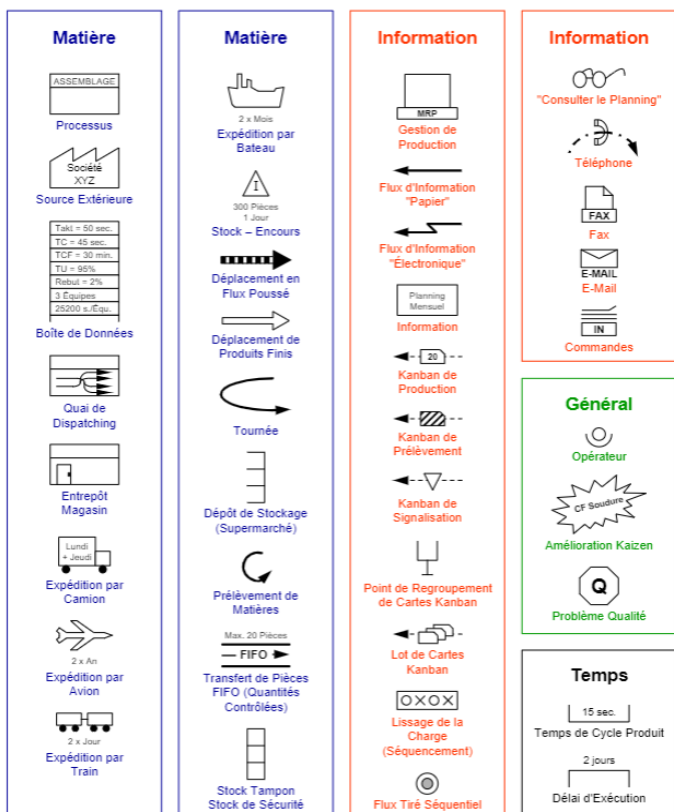 Matière
ASSEMBLAGE
Processus
Société
XYZ
Source Extérieure
Takt = 50 sec.
TC = 45 sec.
TCF = 30 min.
TU = 95%
Rebut = 2%
3 Équipes
25200 s./Équ.
Boîte de Données
Quai de
Dispatching
Entrepôt
Magasin
Lundi
+ Jeudi
Expédition par
Camion
2 x An
Expédition par
Avion
2 x Jour
Expédition par
Train
Matière
2 x Mois
Expédition par
Bateau
I
300 Pièces
1 Jour
Stock – Encours
Déplacement en
Flux Poussé
Déplacement de
Produits Finis
Tournée
Dépôt de Stockage
(Supermarché)
Prélèvement de
Matières
Max. 20 Pièces
FIFO
Transfert de Pièces
FIFO (Quantités
Contrôlées)
Stock Tampon
Stock de Sécurité
Information
MRP
Gestion de
Production
Flux d'Information
"Papier"
Flux d'Information
"Électronique"
Planning
Mensuel
Information
20
Kanban de
Production
Kanban de
Prélèvement
Kanban de
Signalisation
Point de Regroupement
de Cartes Kanban
Lot de Cartes
Kanban
OXOX
Lissage de la
Charge
(Séquencement)
Flux Tiré Séquentiel
Information
"Consulter le Planning"
Téléphone
FAX
Fax
E-MAIL
E-Mail
IN
Commandes
Général
Opérateur
CF Soudure
Amélioration Kaizen
Q
Problème Qualité
Temps
15 sec.
Temps de Cycle Produit
2 jours
Délai d'Exécution